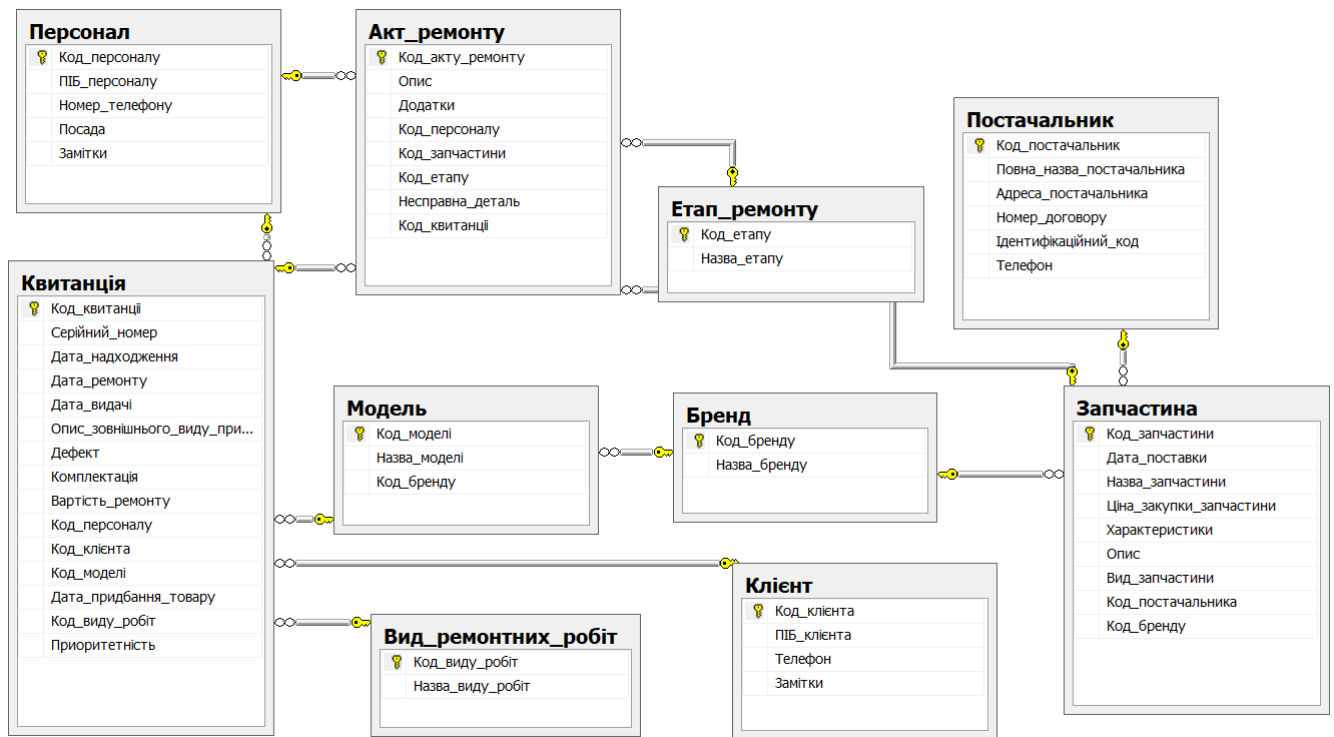 Персонал
Код_персоналу
ПІБ_персоналу
Номер_телефону
Посада
Замітки
Акт_ремонту
Код_акту_ремонту
Опис
Додатки
Код_персоналу
Код_запчастини
Код_етапу
Несправна_деталь
Код_квитанції
Постачальник
Код_постачальник
Повна_назва_постачальника
Адреса_постачальника
Номер_договору
Ідентифікаційний_код
Телефон
Етап_ремонту
Код_етапу
Назва_етапу
Квитанція
Код_квитанції
Серійний_номер
Дата_надходження
Дата_ремонту
Дата_видачі
Опис_зовнішнього_виду_при...
Дефект
Комплектація
Вартість_ремонту
Код_персоналу
Код_клієнта
Код_моделі
Дата_придбання_товару
Код_виду_робіт
Приоритетність
Модель
Код_моделі
Назва_моделі
Код_бренду
Бренд
Код_бренду
Назва_бренду
Запчастина
Код_запчастини
Дата_поставки
Назва_запчастини
Ціна_закупки_запчастини
Характеристики
Опис
Вид_запчастини
Код_постачальника
Код_бренду
Вид_ремонтних_робіт
Код_виду_робіт
Назва_виду_робіт
Клієнт
Код_клієнта
ПІБ_клієнта
Телефон
Замітки